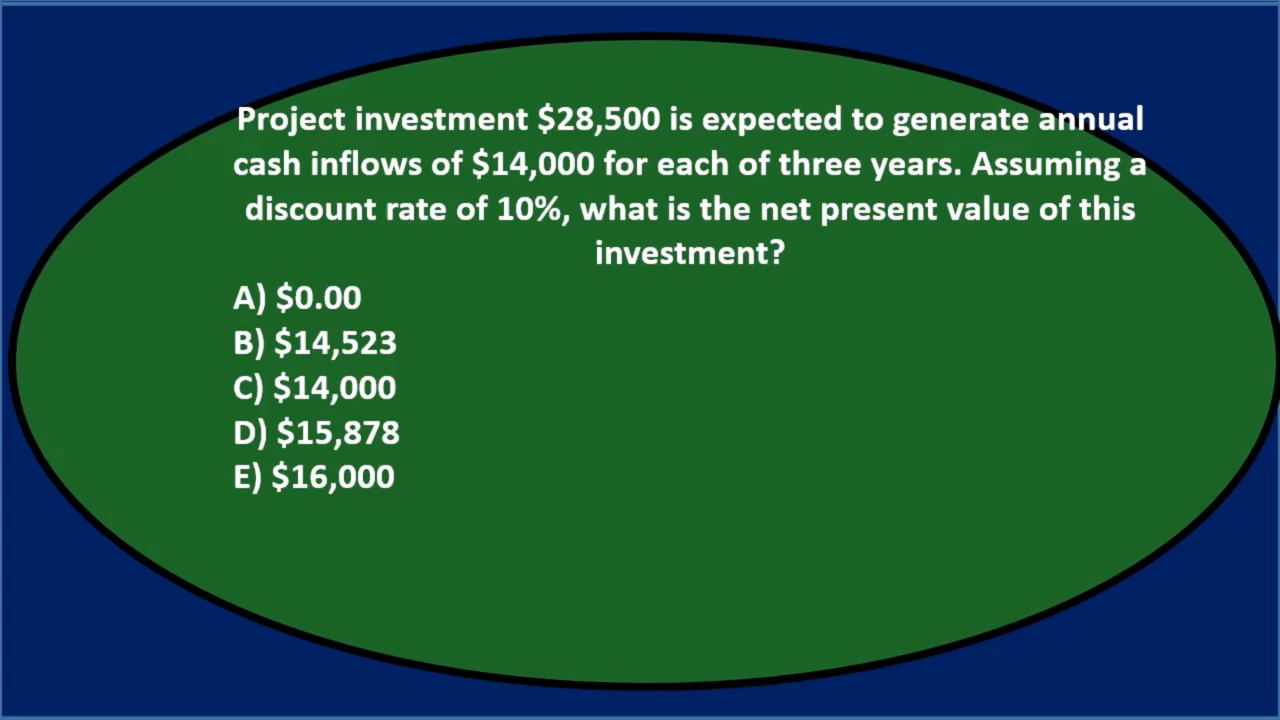 Project investment $28,500 is expected to generate annual
cash inflows of $14,000 for each of three years. Assuming a
discount rate of 10%, what is the net present value of this
investment?
A) $0.00
B) $14,523
C) $14,000
D) $15,878
E) $16,000